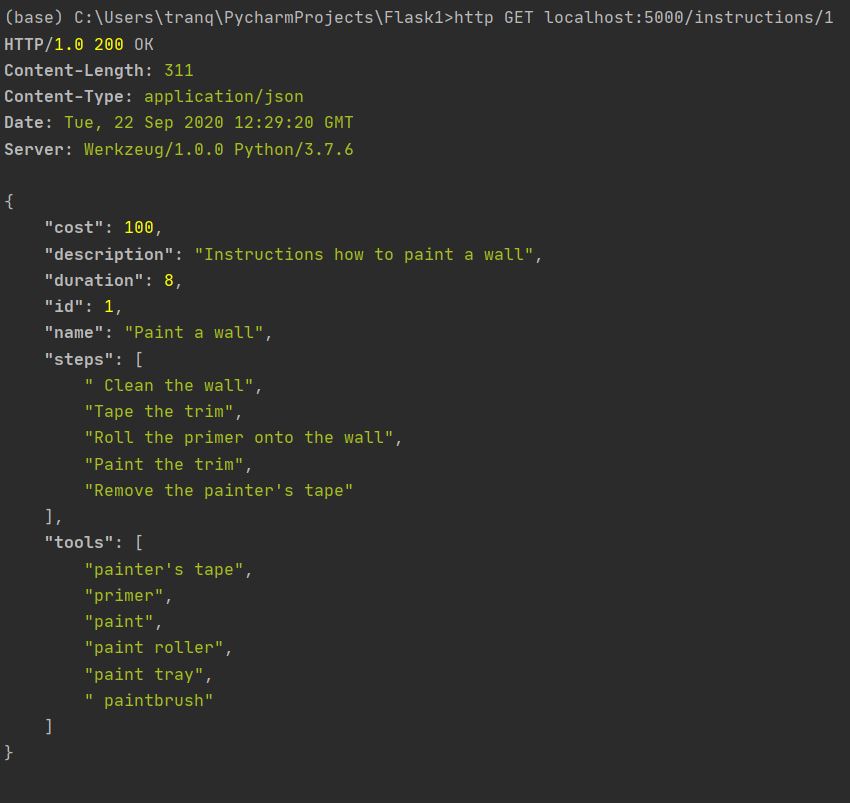 (base) C:\Users\tranq\PycharmProjects\Flask1>http GET localhost:5000/instructions/1
HTTP/1.0 200 OK
Content-Length: 311
Content-Type: application/json
Date: Tue, 22 Sep 2020 12:29:20 GMT
Server: Werkzeug/1.0.0 Python/3.7.6

{
    "cost": 100,
    "description": "Instructions how to paint a wall",
    "duration": 8,
    "id": 1,
    "name": "Paint a wall",
    "steps": [
        " Clean the wall",
        "Tape the trim",
        "Roll the primer onto the wall",
        "Paint the trim",
        "Remove the painter's tape"
    ],
    "tools": [
        "painter's tape",
        "primer",
        "paint",
        "paint roller",
        "paint tray",
        " paintbrush"
    ]
}